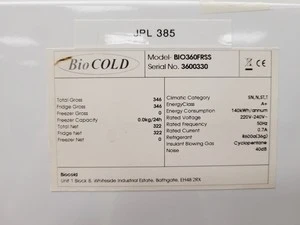 JPL 385
BioCOLD
Model- BIO360FRSS
Serial No. 3600330
Total Gross 346
Fridge Gross 346
Freezer Gross 0
Freezer Capacity 0.0kg/24h
Total Net 322
Fridge Net 322
Freezer Net 0
Climatic Category SN,N,ST,T
EnergyClass A+
Energy Consumption 140kWh/annum
Rated Voltage 220V-240V~
Rated Frequency 50Hz
Rated Current 0.7A
Refrigerant R600a(36g)
Insulant Blowing Gas Cyclopentane
Noise 40dB
Biocold
Unit 1 Block 8, Whiteside Industrial Estate, Bathgate, EH48 2RX